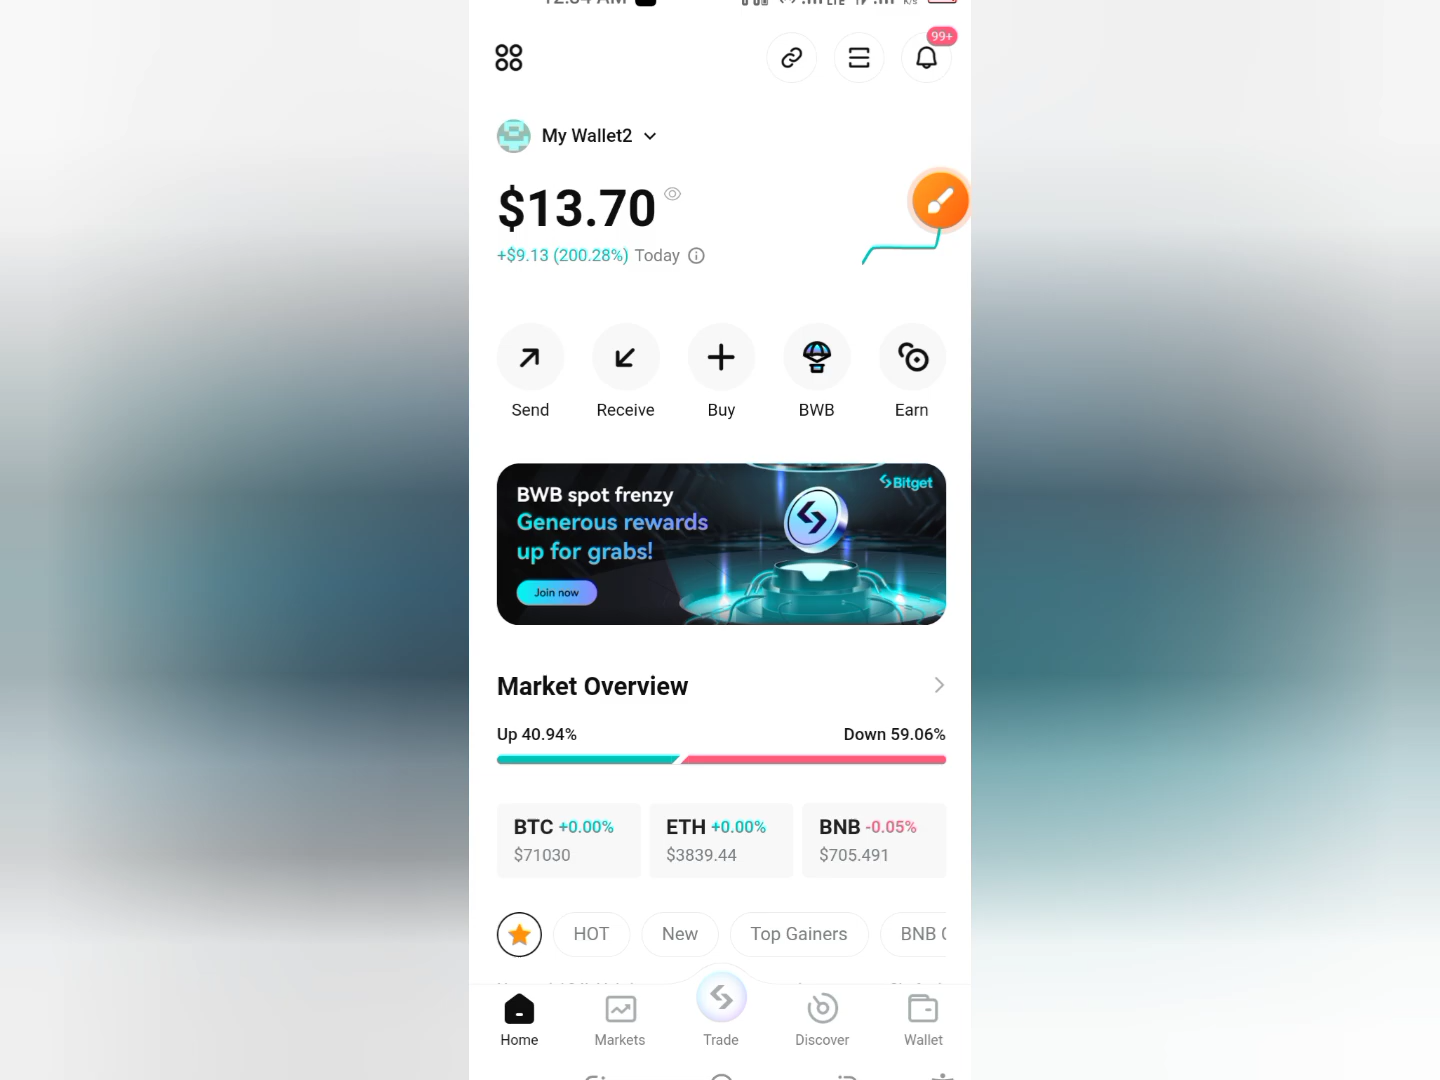 99+
My Wallet2
$13.70
+$9.13 (200.28%) Today
Send Receive Buy BWB Earn
Bitget
BWB spot frenzy
Generous rewards
up for grabs!
Join now
Market Overview
Up 40.94% Down 59.06%
BTC +0.00% ETH +0.00% BNB -0.05%
$71030 $3839.44 $705.491
HOT New Top Gainers BNB
Home Markets Trade Discover Wallet